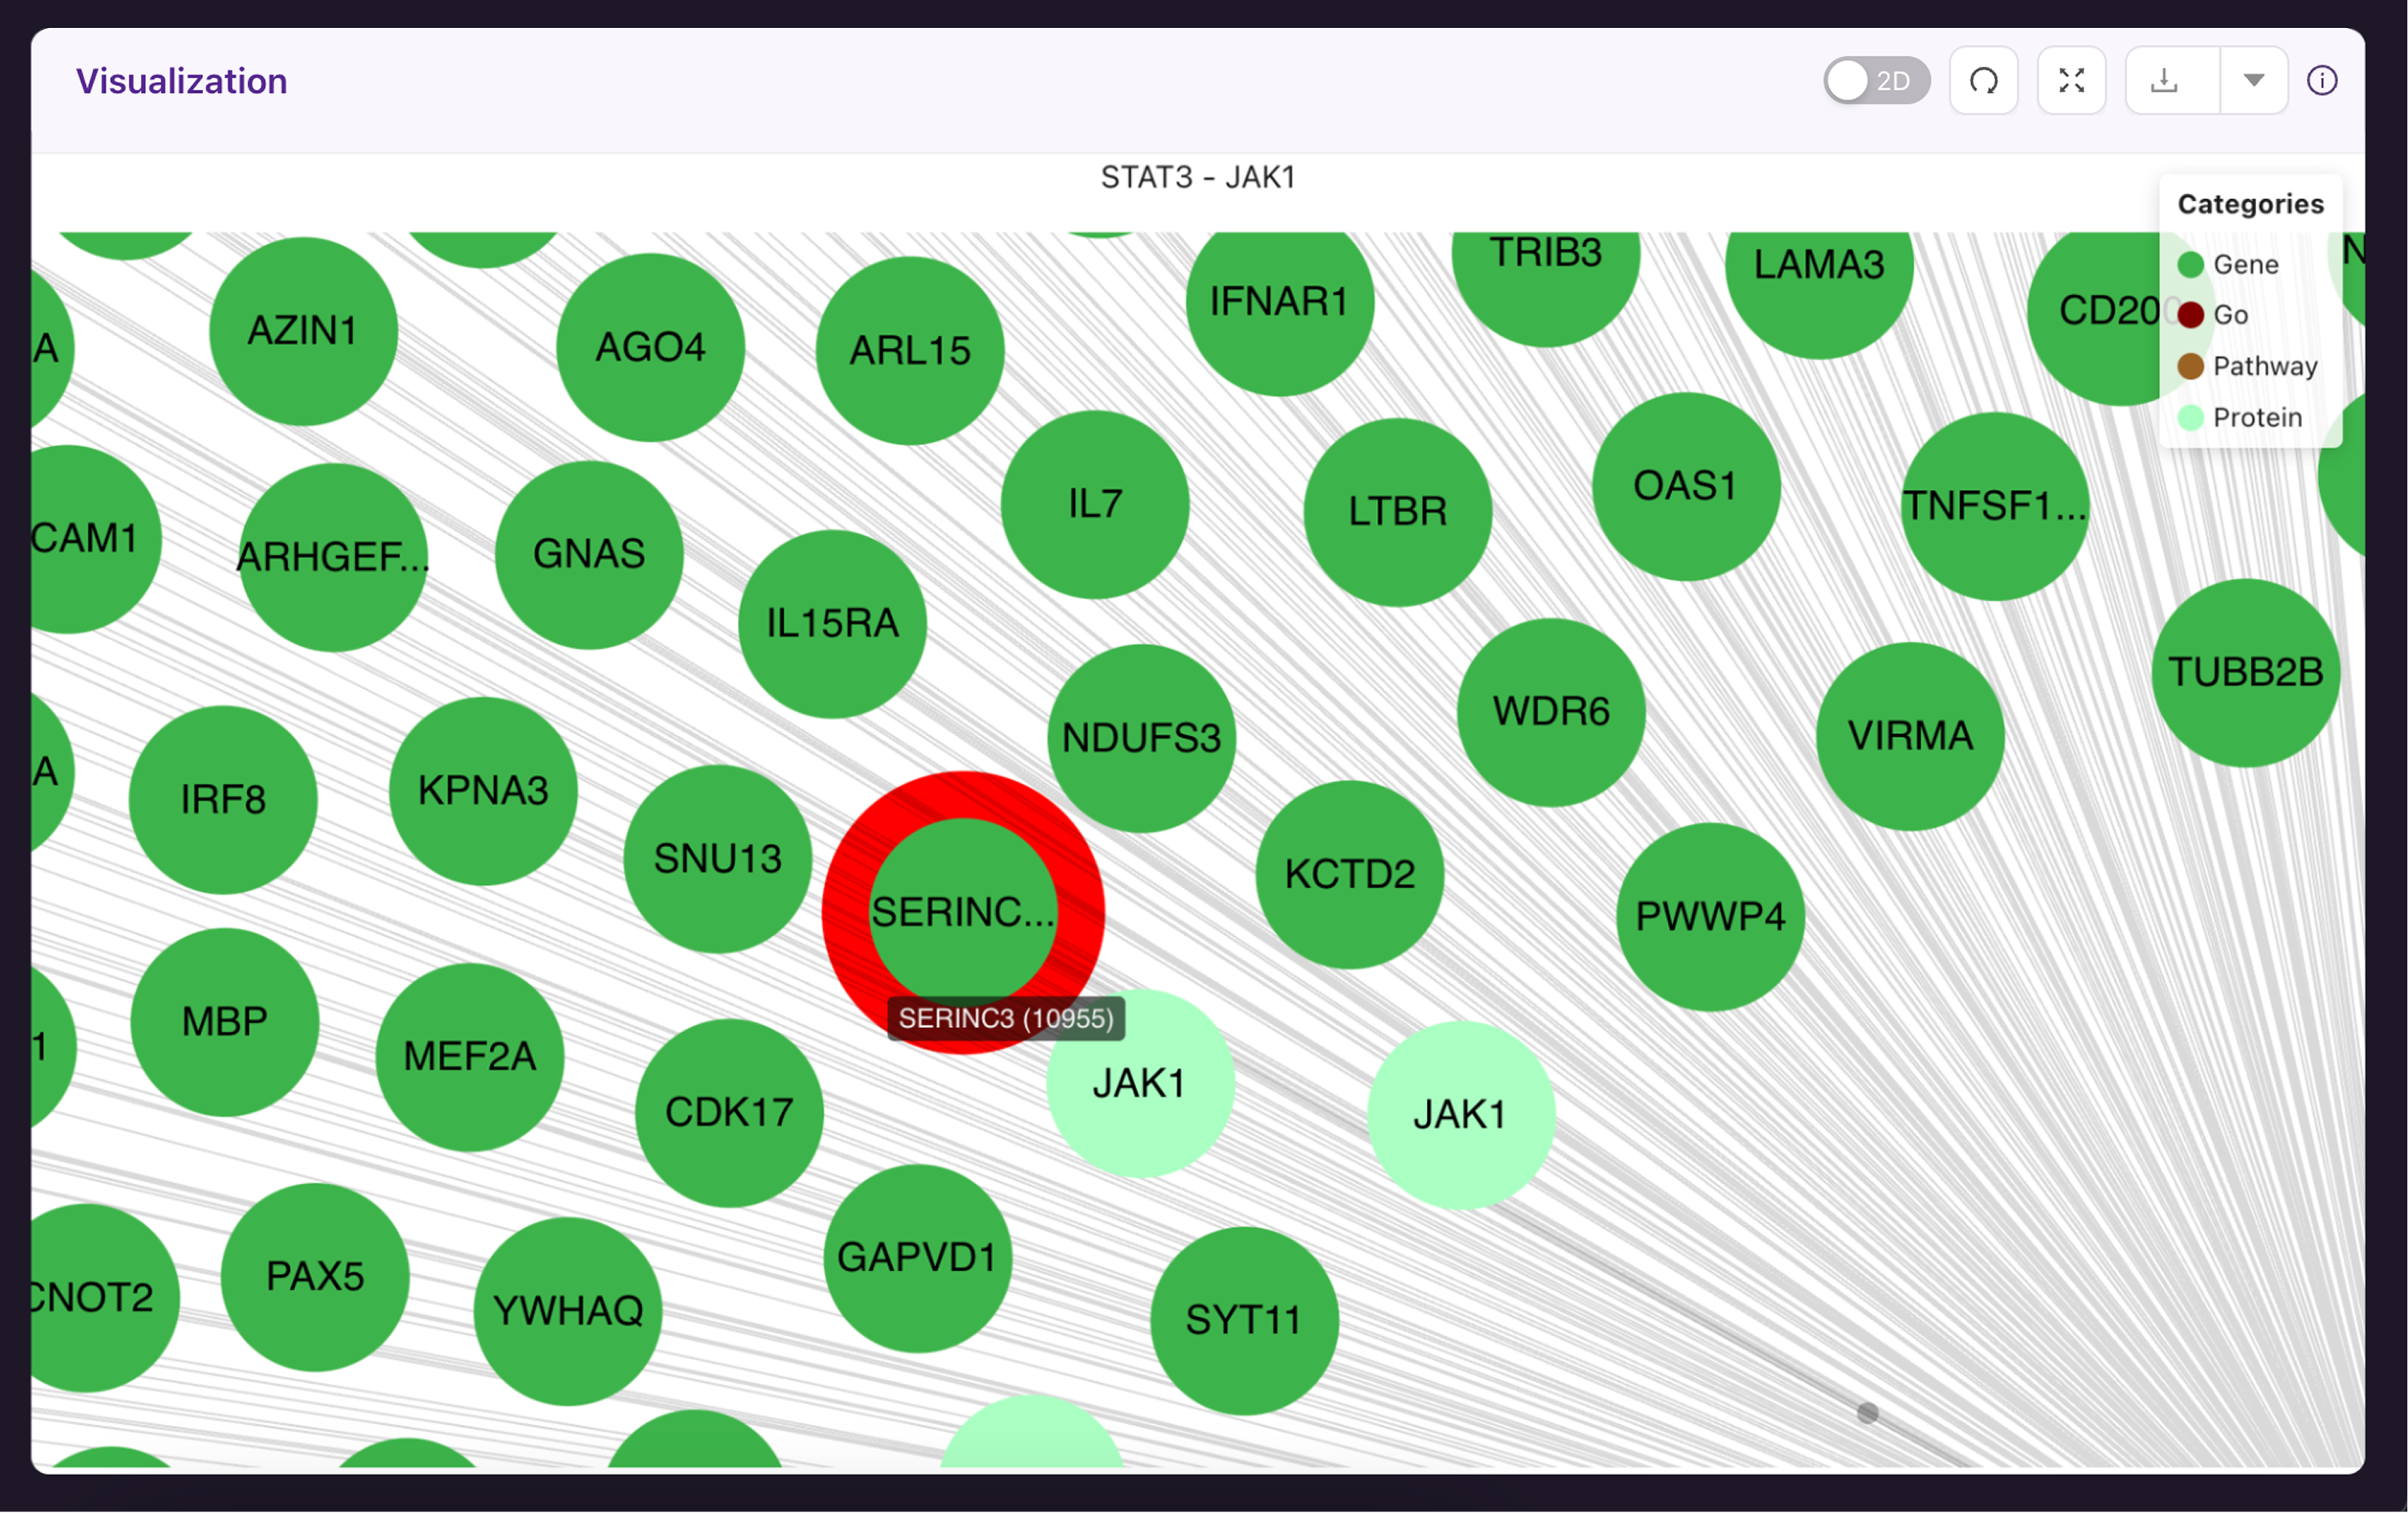 Visualization
2D
STAT3 - JAK1
Categories
Gene
Go
Pathway
Protein
TRIB3
LAMA3
IFNAR1
CD200
N
AZIN1
AGO4
ARL15
A
IL7
LTBR
OAS1
TNFSF1...
CAM1
ARHGEF...
GNAS
IL15RA
TUBB2B
NDUFS3
WDR6
VIRMA
A
IRF8
KPNA3
SNU13
SERINC...
KCTD2
PWWP4
SERINC3 (10955)
1
MBP
MEF2A
CDK17
JAK1
JAK1
CNOT2
PAX5
YWHAQ
GAPVD1
SYT11